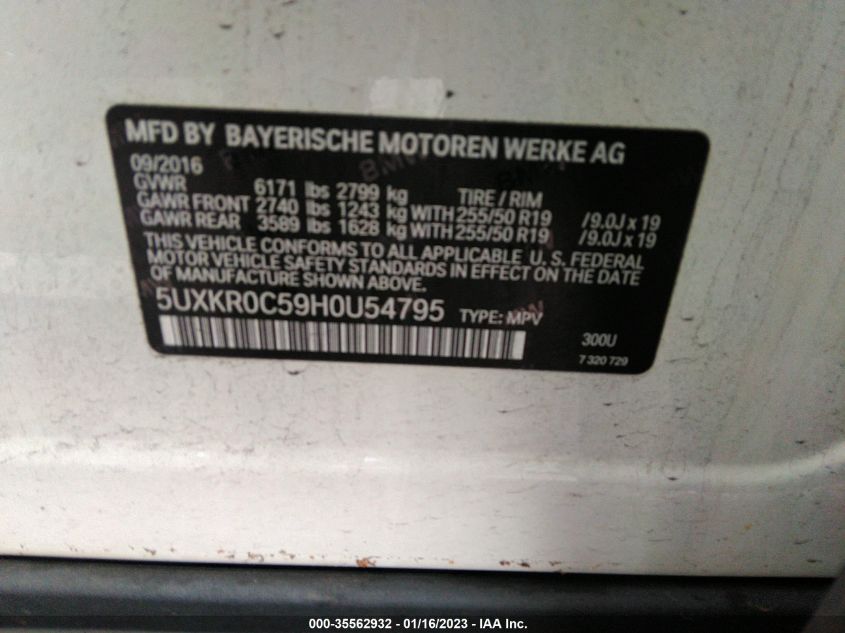 MFD BY BAYERISCHE MOTOREN WERKE AG
09/2016
GVWR 6171 lbs 2799 kg TIRE / RIM
GAWR FRONT 2740 lbs 1243 kg WITH 255/50 R19 /9.0J x 19
GAWR REAR 3589 lbs 1628 kg WITH 255/50 R19 /9.0J x 19
THIS VEHICLE CONFORMS TO ALL APPLICABLE U. S. FEDERAL
MOTOR VEHICLE SAFETY STANDARDS IN EFFECT ON THE DATE
OF MANUFACTURE SHOWN ABOVE.
5UXKR0C59H0U54795 TYPE: MPV
300U
7 320 729
000-35562932 - 01/16/2023 - IAA Inc.